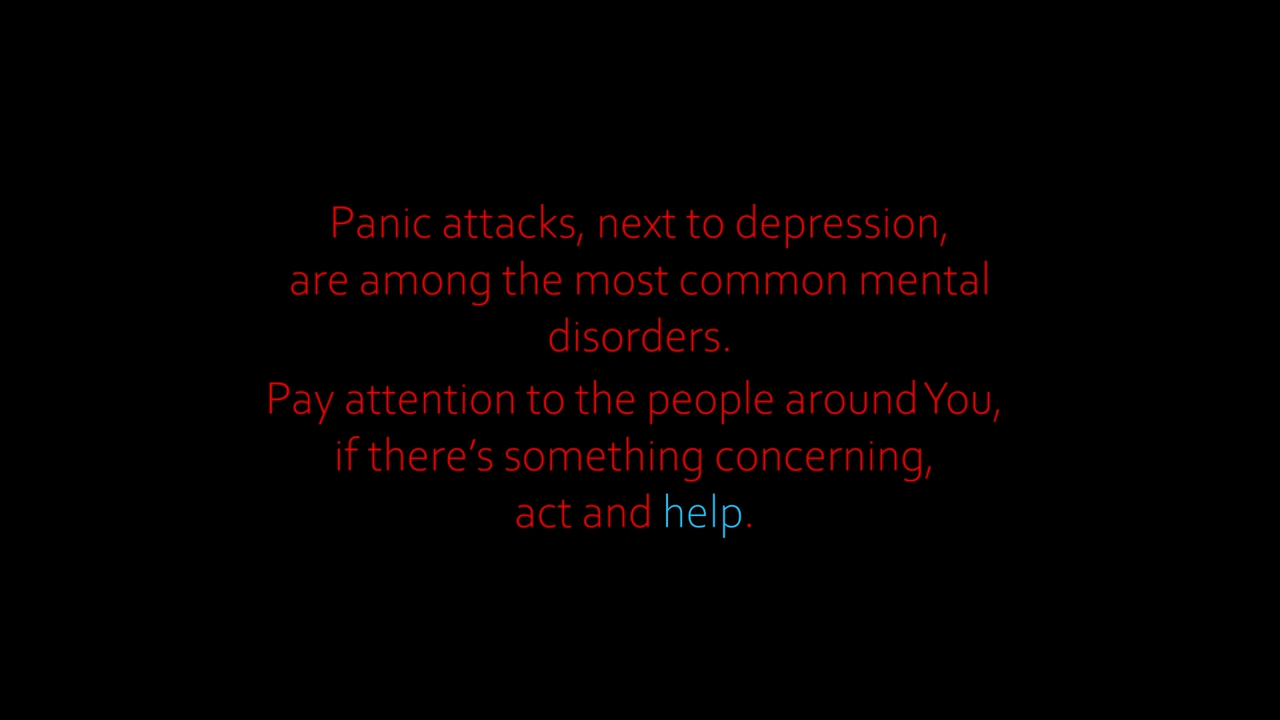 Panic attacks, next to depression,
are among the most common mental
disorders.
Pay attention to the people around You,
if there’s something concerning,
act and help.